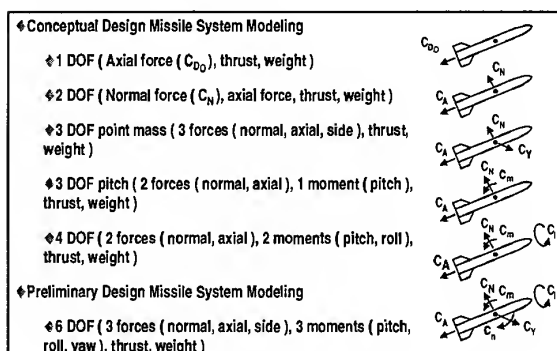 ◆Conceptual Design Missile System Modeling
◆1 DOF ( Axial force ( C_DO ), thrust, weight )
C_DO
◆2 DOF ( Normal force ( C_N ), axial force, thrust, weight )
C_N
C_A
◆3 DOF point mass ( 3 forces ( normal, axial, side ), thrust,
weight )
C_N
C_A
C_Y
◆3 DOF pitch ( 2 forces ( normal, axial ), 1 moment ( pitch ),
thrust, weight )
C_N
C_m
C_A
◆4 DOF ( 2 forces ( normal, axial ), 2 moments ( pitch, roll ),
thrust, weight )
C_N
C_m
C_l
C_A
◆Preliminary Design Missile System Modeling
◆6 DOF ( 3 forces ( normal, axial, side ), 3 moments ( pitch,
roll, yaw ), thrust, weight )
C_N
C_m
C_l
C_A
C_n
C_Y